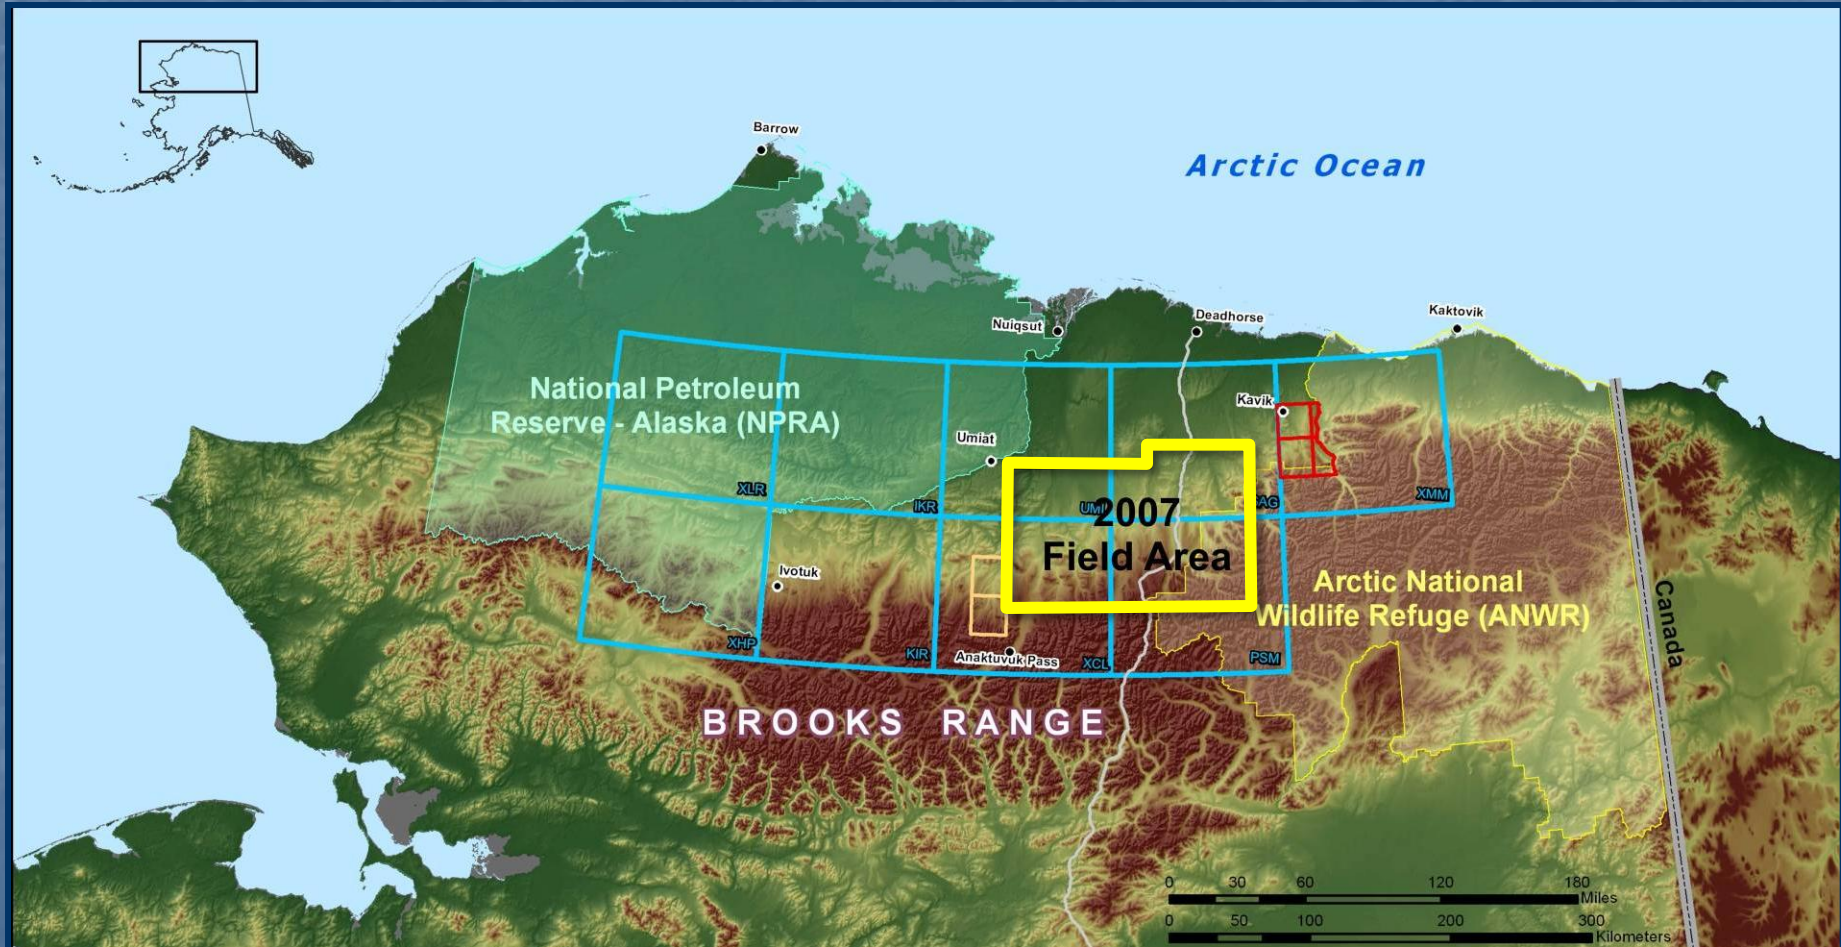 Barrow
Arctic Ocean
Nuiqsut
Deadhorse
Kaktovik
National Petroleum
Reserve - Alaska (NPRA)
Kavik
Umiat
XLR
IKR
UMI
XMM
2007
Field Area
Ivotuk
Arctic National
Wildlife Refuge (ANWR)
Canada
XHP
KIR
Anaktuvuk Pass
XCL
PSM
BROOKS RANGE
0 30 60 120 180
Miles
0 50 100 200 300
Kilometers